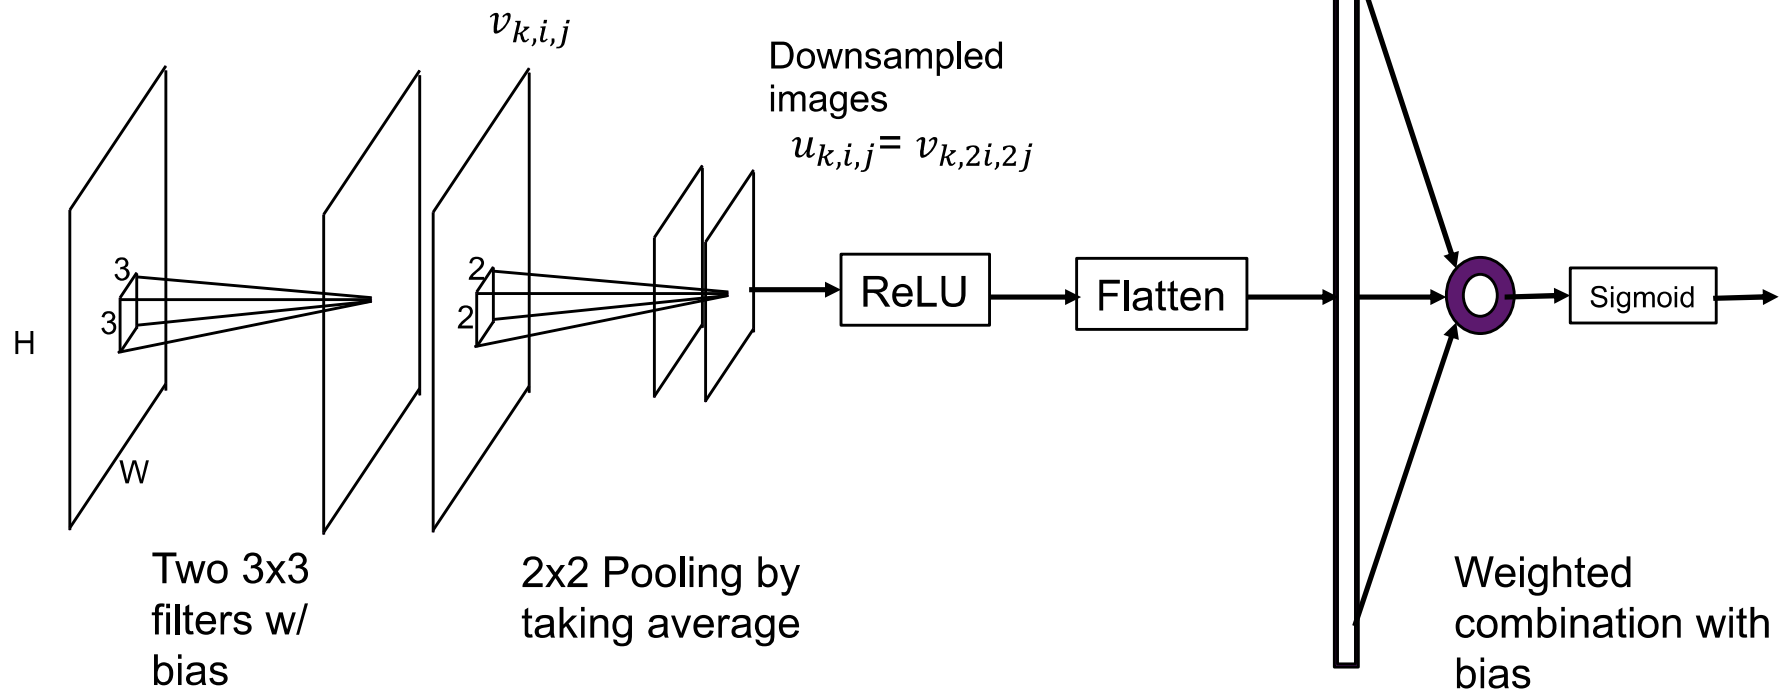 v_{k,i,j}
Downsampled
images
u_{k,i,j}= v_{k,2i,2j}
3
3
2
2
H
W
ReLU
Flatten
Sigmoid
Two 3x3
filters w/
bias
2x2 Pooling by
taking average
Weighted
combination with
bias